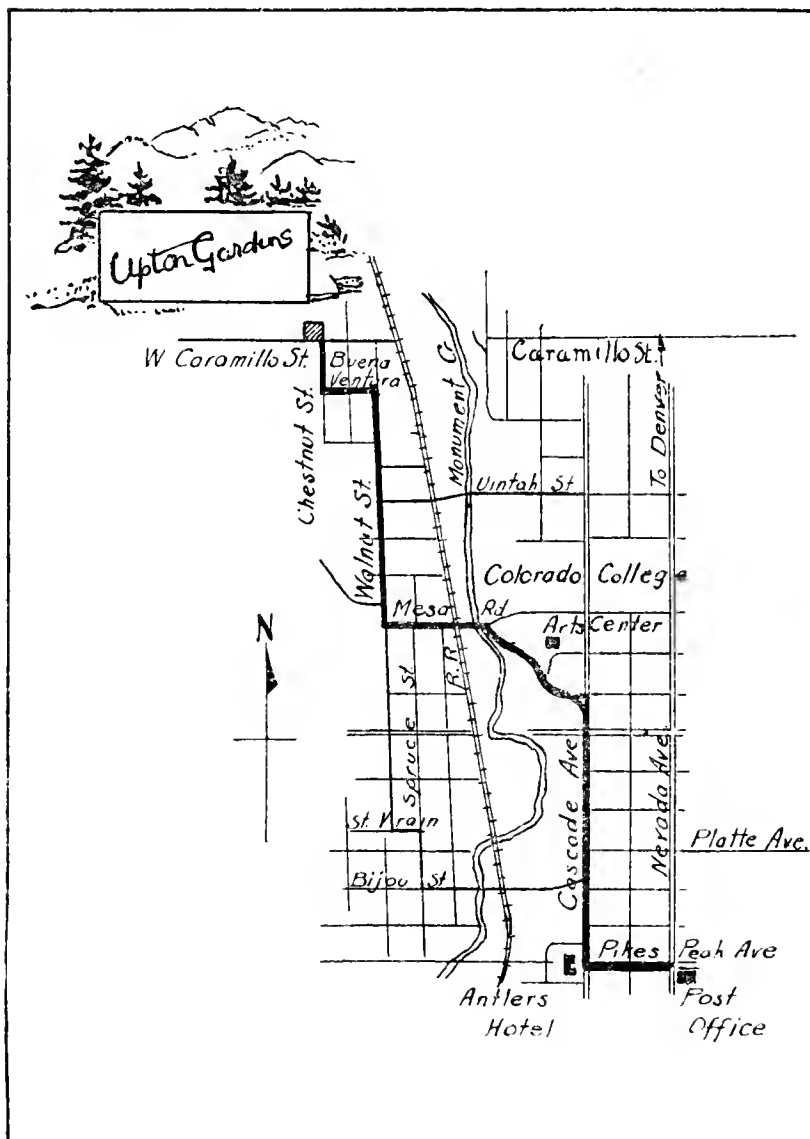 Upton Gardens
W Caramillo St.
Buena
Ventura
Caramillo St.
Chestnut St.
Walnut St.
Monument Cr
To Denver
Uintah St
Colorado College
Mesa Rd
Arts Center
N
R.R
Spruce St
Cascade Ave
Nevada Ave
St. Vrain
Platte Ave.
Bijou St
Pikes Peak Ave
Antlers
Hotel
Post
Office